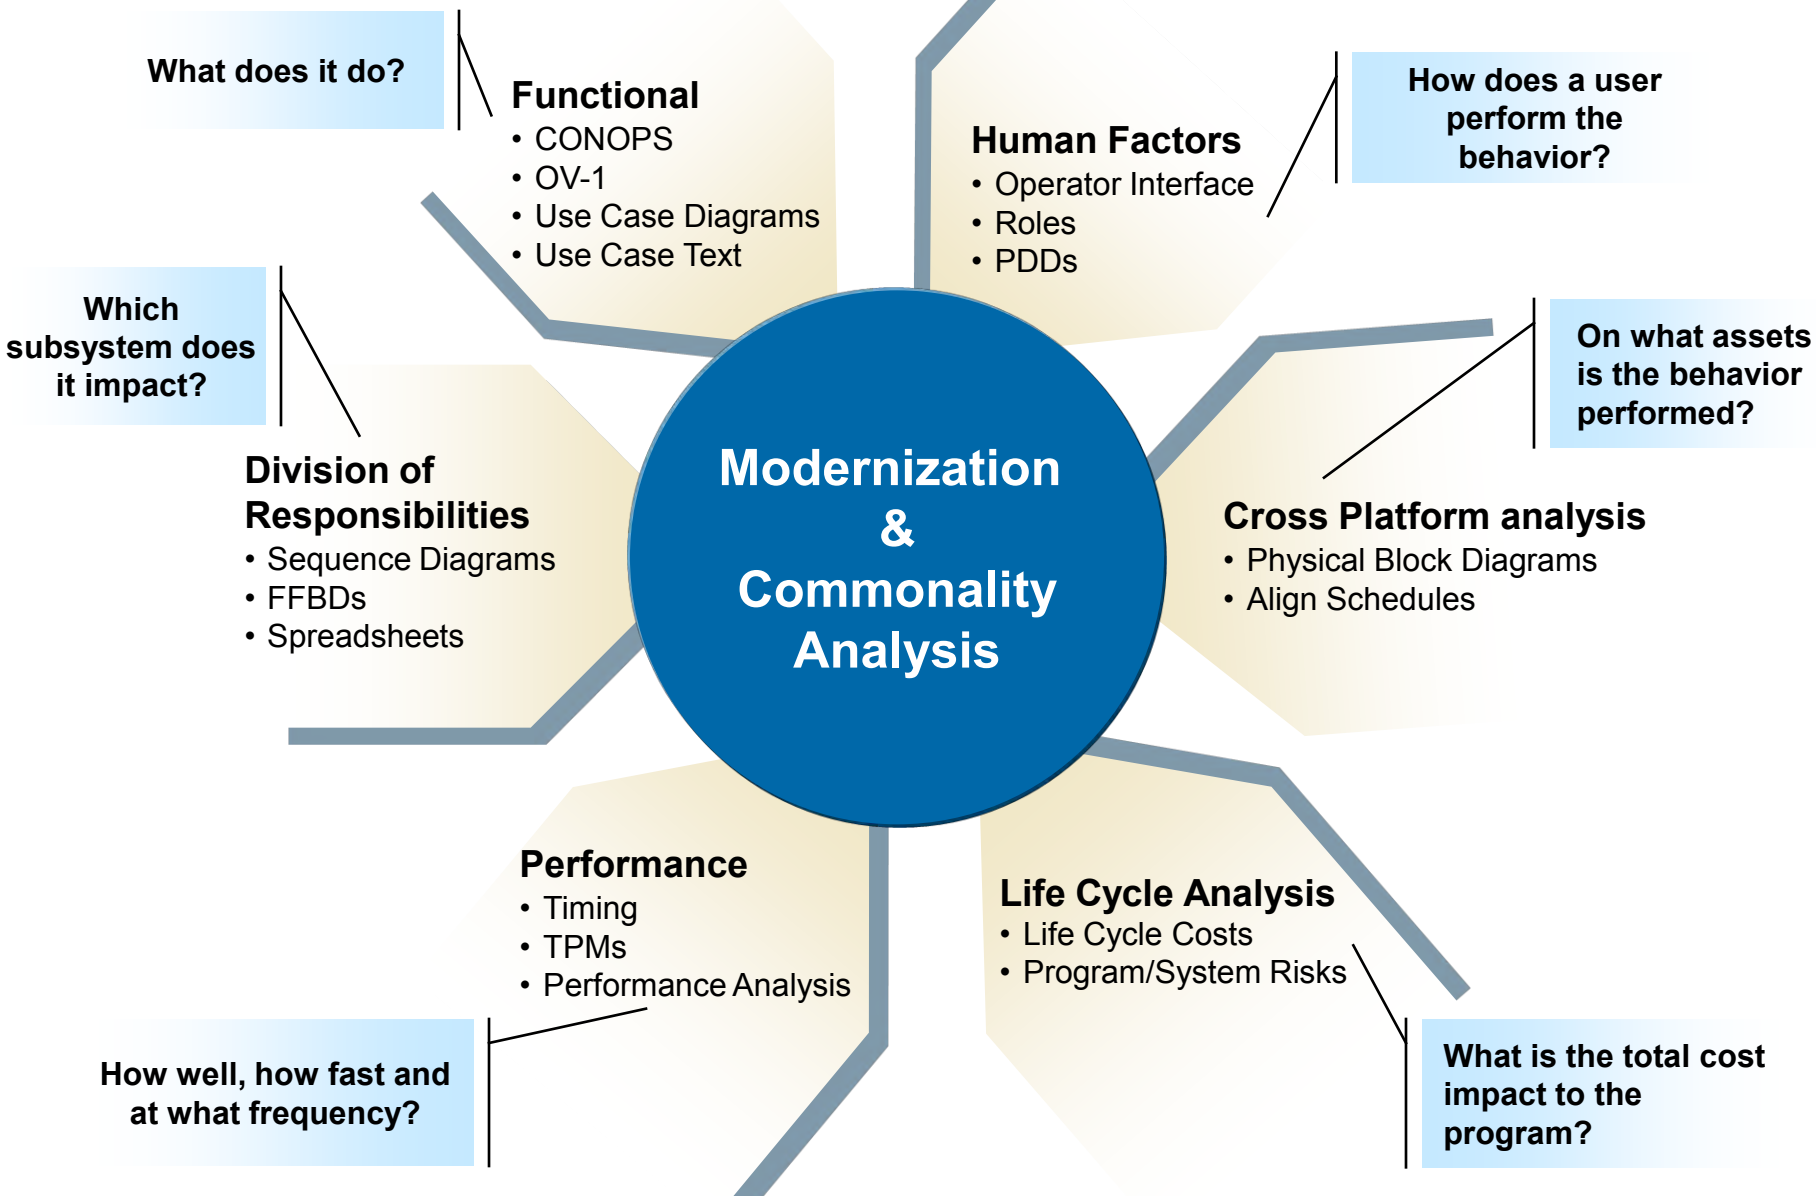 What does it do?
Functional
• CONOPS
• OV-1
• Use Case Diagrams
• Use Case Text
Human Factors
• Operator Interface
• Roles
• PDDs
How does a user
perform the
behavior?
Which
subsystem does
it impact?
Division of
Responsibilities
• Sequence Diagrams
• FFBDs
• Spreadsheets
Modernization
&
Commonality
Analysis
On what assets
is the behavior
performed?
Cross Platform analysis
• Physical Block Diagrams
• Align Schedules
Performance
• Timing
• TPMs
• Performance Analysis
How well, how fast and
at what frequency?
Life Cycle Analysis
• Life Cycle Costs
• Program/System Risks
What is the total cost
impact to the
program?